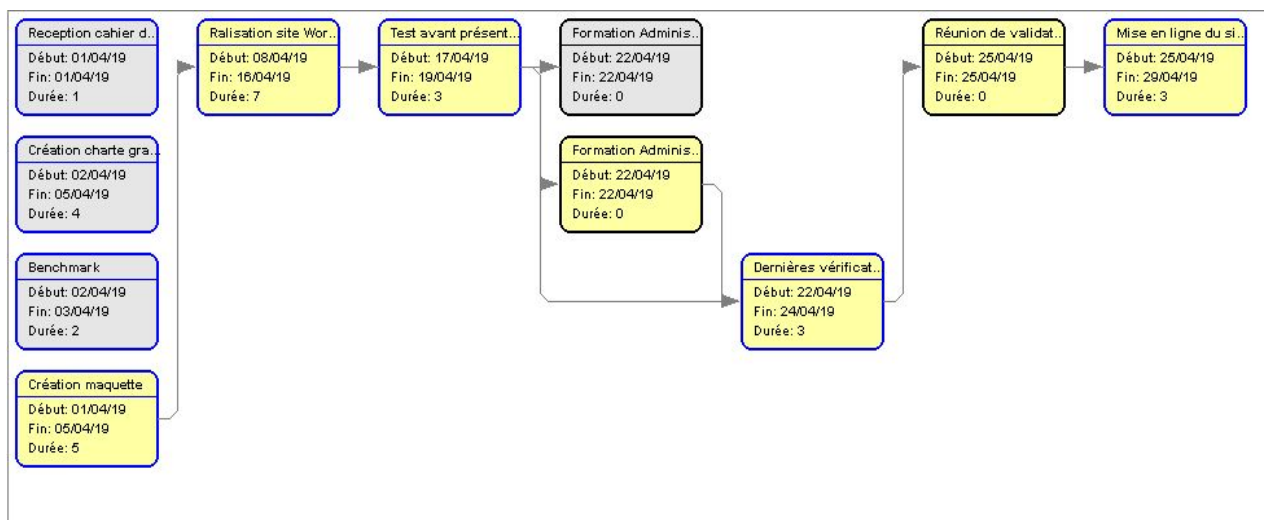 Reception cahier d..
Début: 01/04/19
Fin: 01/04/19
Durée: 1
Ralisation site Wor..
Début: 08/04/19
Fin: 16/04/19
Durée: 7
Test avant présent..
Début: 17/04/19
Fin: 19/04/19
Durée: 3
Formation Adminis..
Début: 22/04/19
Fin: 22/04/19
Durée: 0
Réunion de validat..
Début: 25/04/19
Fin: 25/04/19
Durée: 0
Mise en ligne du si..
Début: 25/04/19
Fin: 29/04/19
Durée: 3
Création charte gra..
Début: 02/04/19
Fin: 05/04/19
Durée: 4
Formation Adminis..
Début: 22/04/19
Fin: 22/04/19
Durée: 0
Benchmark
Début: 02/04/19
Fin: 03/04/19
Durée: 2
Dernières vérificat..
Début: 22/04/19
Fin: 24/04/19
Durée: 3
Création maquette
Début: 01/04/19
Fin: 05/04/19
Durée: 5